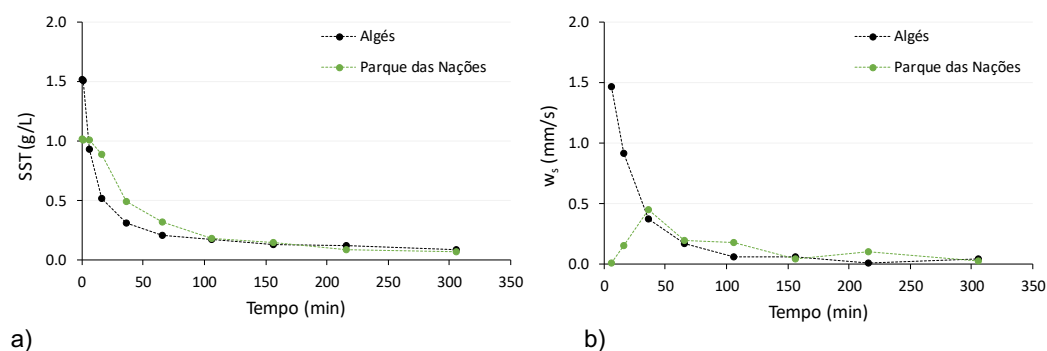 2.0
1.5
1.0
0.5
0.0
SST (g/L)
Algés
Parque das Nações
0 50 100 150 200 250 300 350
Tempo (min)
a)
2.0
1.5
1.0
0.5
0.0
ws (mm/s)
Algés
Parque das Nações
0 50 100 150 200 250 300 350
Tempo (min)
b)